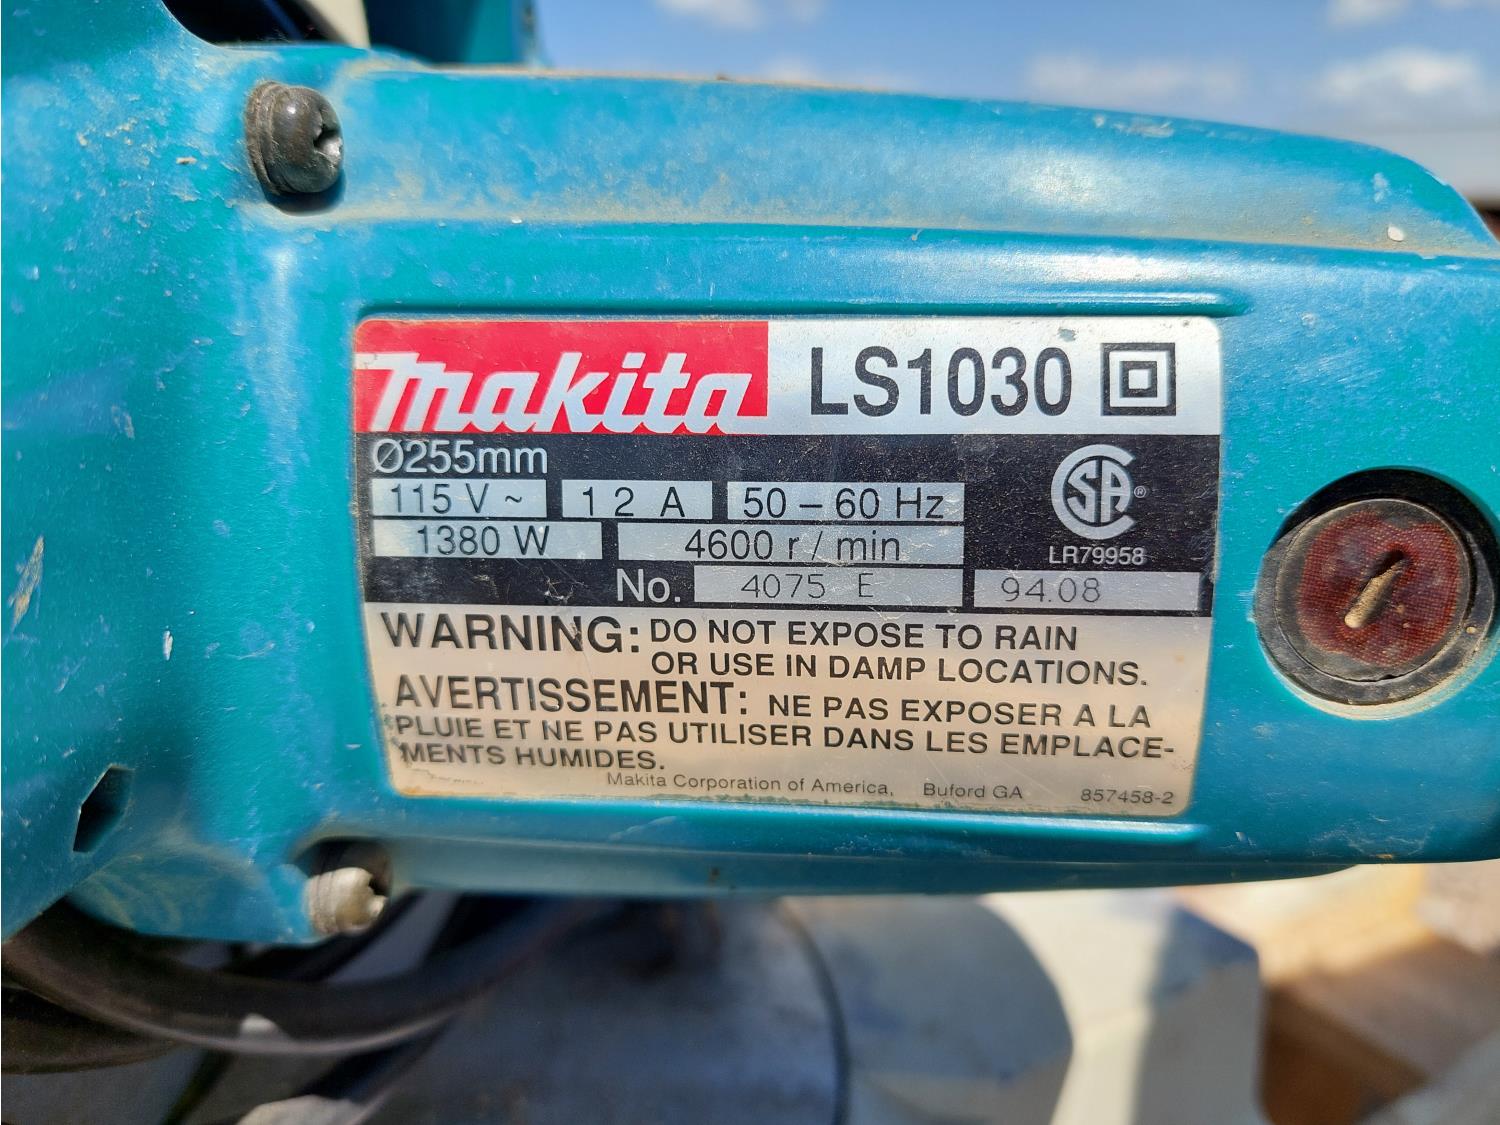 makita LS1030
Ø255mm
115 V ~ 12 A 50 – 60 Hz
1380 W 4600 r / min
CSA ®
LR79958
No. 4075 E 94.08
WARNING: DO NOT EXPOSE TO RAIN
OR USE IN DAMP LOCATIONS.
AVERTISSEMENT: NE PAS EXPOSER A LA
PLUIE ET NE PAS UTILISER DANS LES EMPLACE-
MENTS HUMIDES.
Makita Corporation of America, Buford GA 857458-2